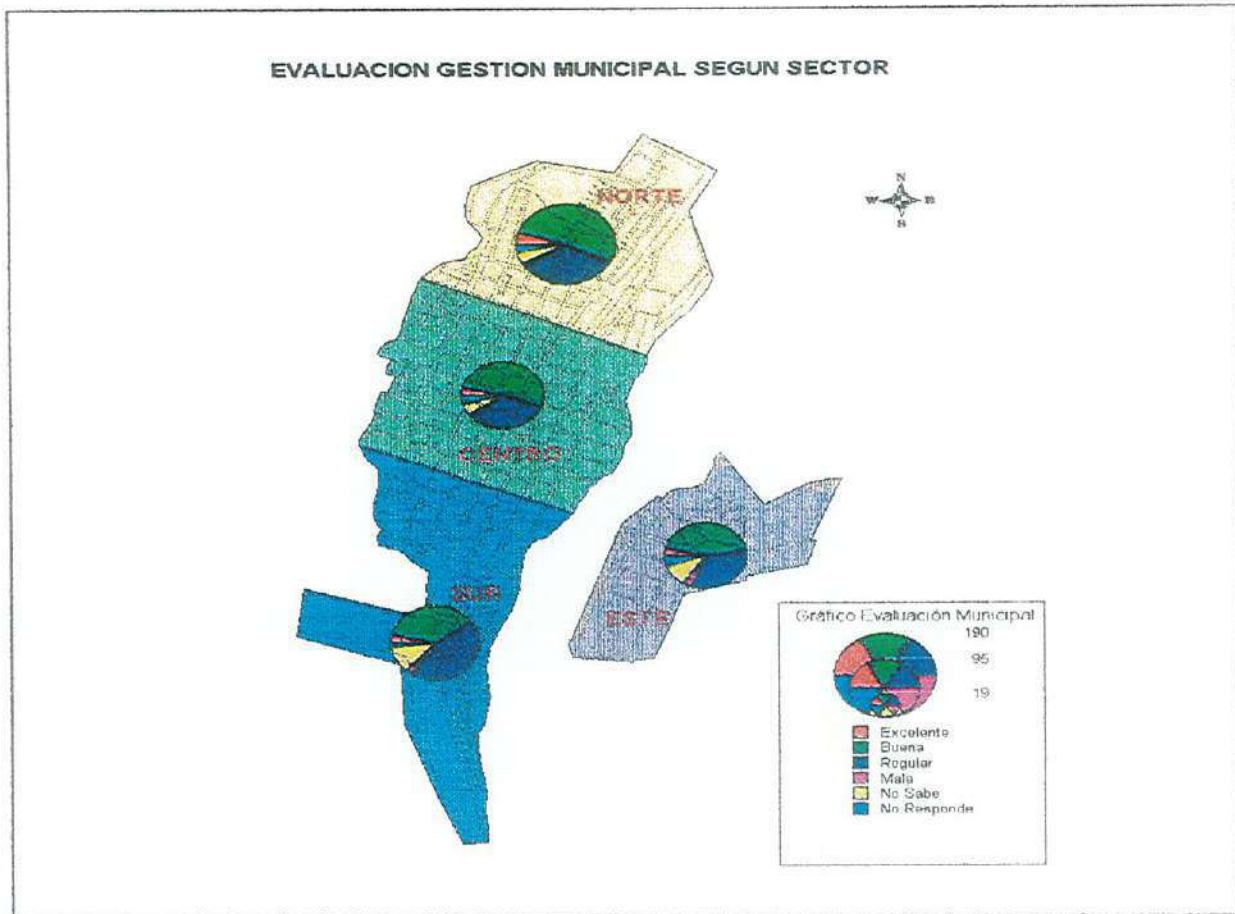 EVALUACION GESTION MUNICIPAL SEGUN SECTOR
N
W E
S
NORTE
CENTRO
SUR
ESTE
Gráfico Evaluación Municipal
190
95
19
Excelente
Buena
Regular
Mala
No Sabe
No Responde